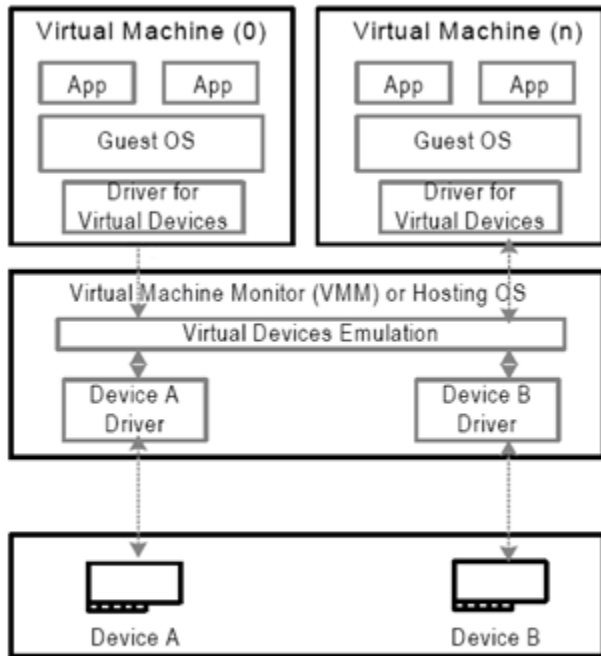 Virtual Machine (0)
Virtual Machine (n)
App
App
App
App
Guest OS
Guest OS
Driver for
Virtual Devices
Driver for
Virtual Devices
Virtual Machine Monitor (VMM) or Hosting OS
Virtual Devices Emulation
Device A
Driver
Device B
Driver
Device A
Device B